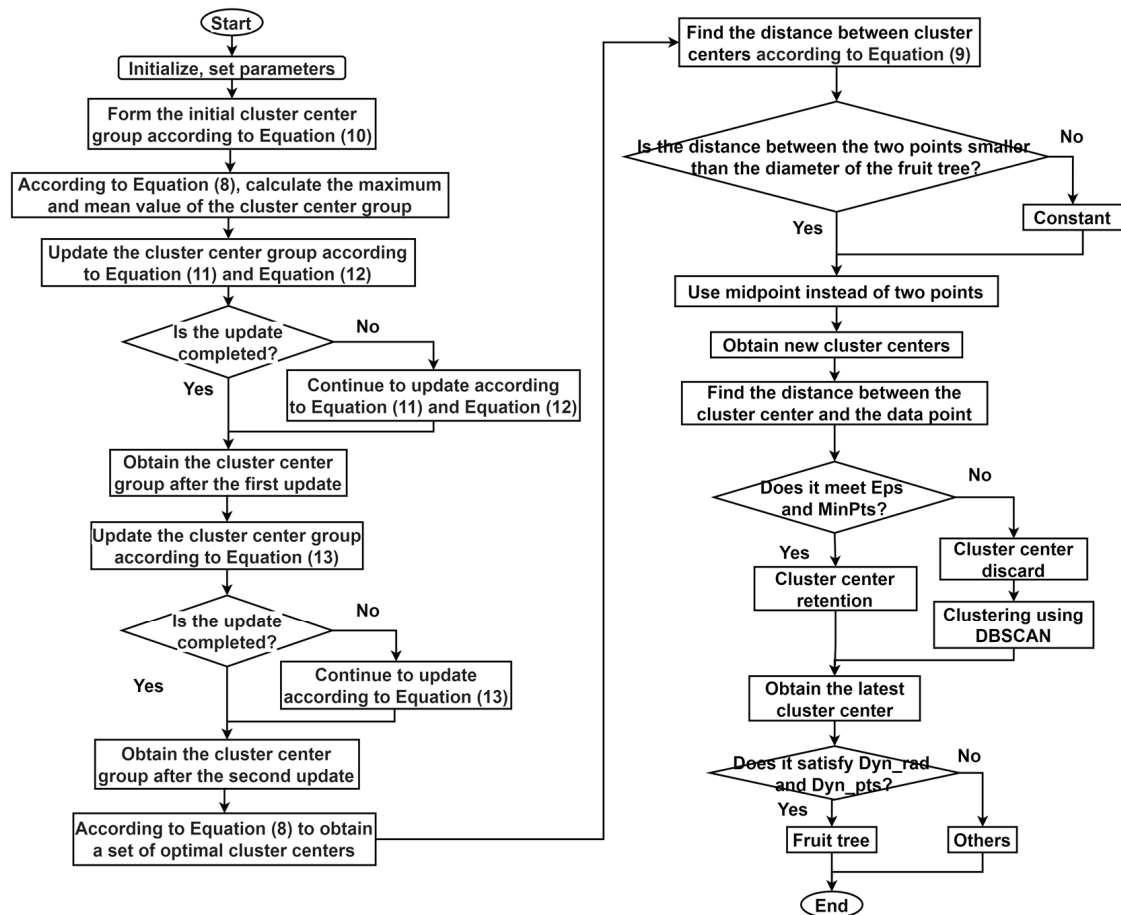 Start
Initialize, set parameters
Form the initial cluster center
group according to Equation (10)
According to Equation (8), calculate the maximum
and mean value of the cluster center group
Update the cluster center group according
to Equation (11) and Equation (12)
Is the update
completed?
No
Yes
Continue to update according
to Equation (11) and Equation (12)
Obtain the cluster center
group after the first update
Update the cluster center group
according to Equation (13)
Is the update
completed?
No
Yes
Continue to update
according to Equation (13)
Obtain the cluster center
group after the second update
According to Equation (8) to obtain
a set of optimal cluster centers
Find the distance between cluster
centers according to Equation (9)
Is the distance between the two points smaller
than the diameter of the fruit tree?
No
Yes
Constant
Use midpoint instead of two points
Obtain new cluster centers
Find the distance between the
cluster center and the data point
Does it meet Eps
and MinPts?
No
Yes
Cluster center
retention
Cluster center
discard
Clustering using
DBSCAN
Obtain the latest
cluster center
Does it satisfy Dyn_rad
and Dyn_pts?
No
Yes
Fruit tree
Others
End